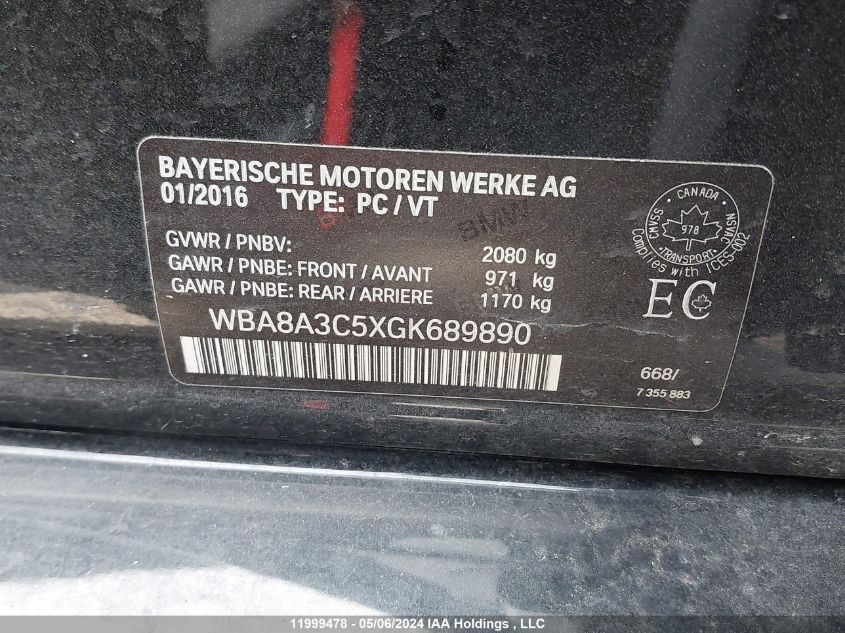 BAYERISCHE MOTOREN WERKE AG
01/2016 TYPE: PC / VT
GVWR / PNBV: 2080 kg
GAWR / PNBE: FRONT / AVANT 971 kg
GAWR / PNBE: REAR / ARRIERE 1170 kg
CANADA
CMVSS
978
NSVAC
TRANSPORT
Complies with ICES-002
EC
WBA8A3C5XGK689890
668/
7 355 883
11999478 - 05/06/2024 IAA Holdings , LLC